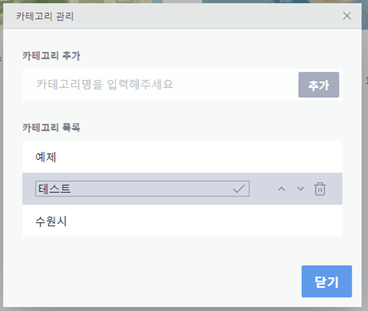 카테고리 관리
카테고리 추가
카테고리명을 입력해주세요
추가
카테고리 목록
예제
테스트
수원시
닫기